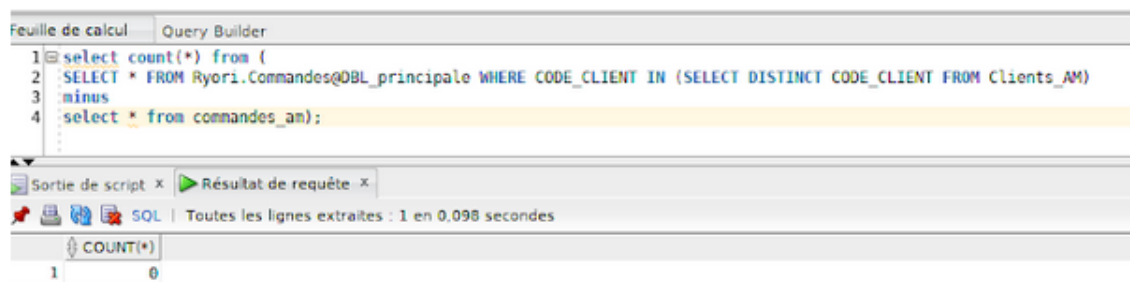 Feuille de calcul Query Builder
1 select count(*) from (
2 SELECT * FROM Ryori.Commandes@DBL_principale WHERE CODE_CLIENT IN (SELECT DISTINCT CODE_CLIENT FROM Clients_AM)
3 minus
4 select * from commandes_am);
Sortie de script x Résultat de requête x
SQL | Toutes les lignes extraites : 1 en 0,098 secondes
COUNT(*)
1 0